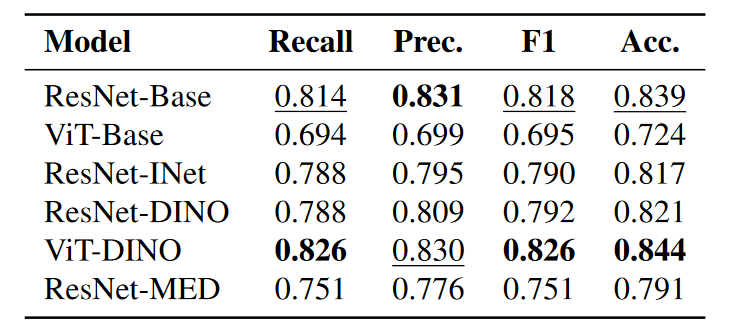 Model Recall Prec. F1 Acc.
ResNet-Base 0.814 0.831 0.818 0.839
ViT-Base 0.694 0.699 0.695 0.724
ResNet-INet 0.788 0.795 0.790 0.817
ResNet-DINO 0.788 0.809 0.792 0.821
ViT-DINO 0.826 0.830 0.826 0.844
ResNet-MED 0.751 0.776 0.751 0.791